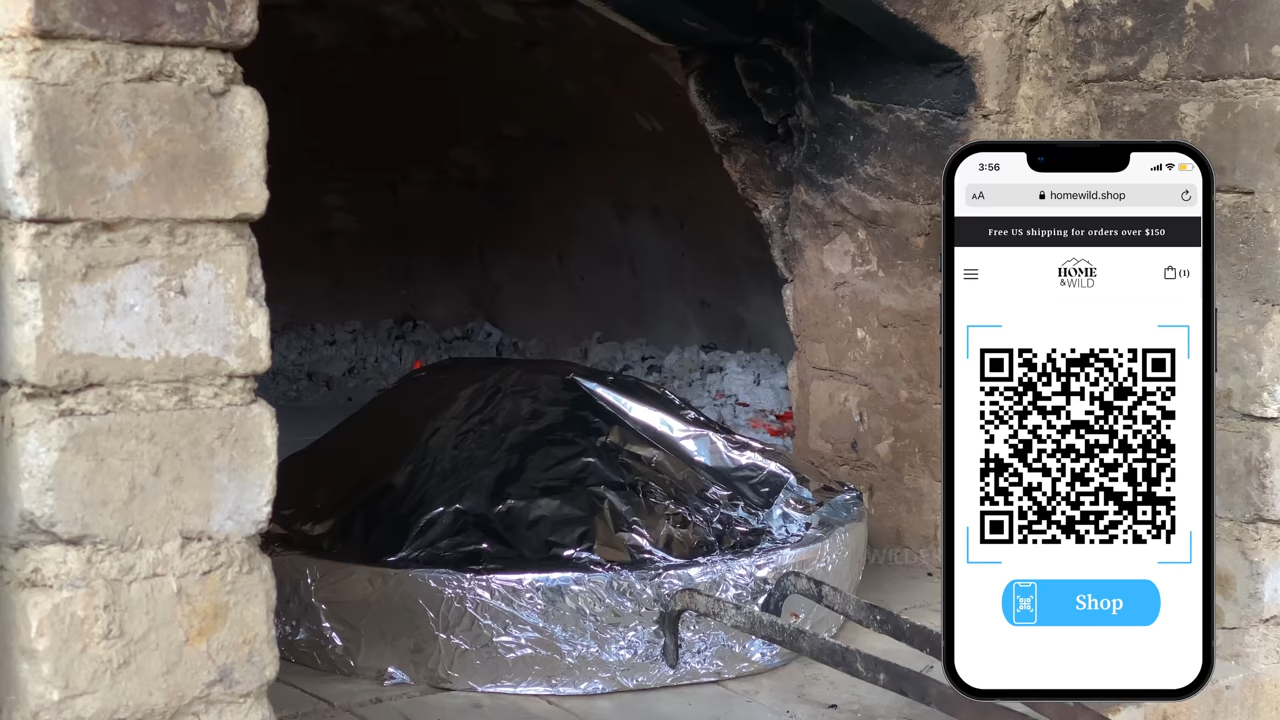 3:56
AA
homewild.shop
Free US shipping for orders over $150
HOME
&WILD
(1)
Shop